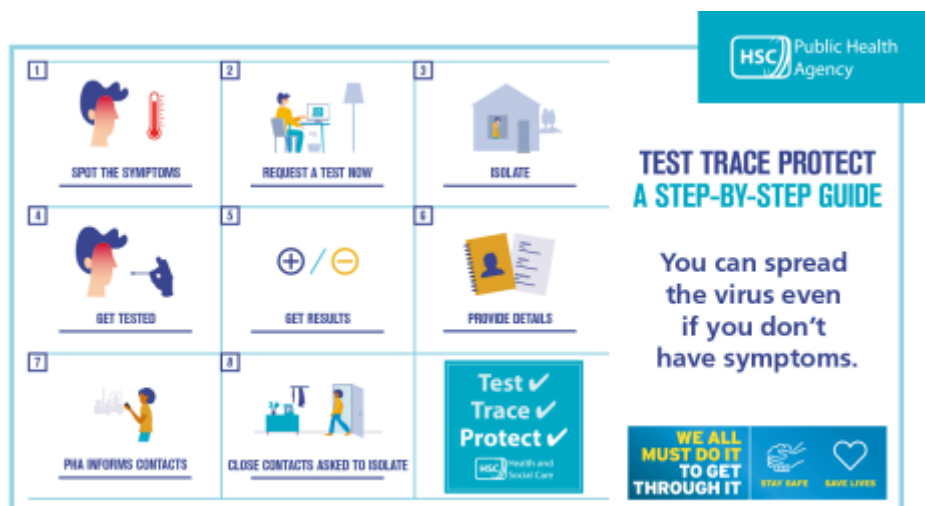 HSC Public Health
Agency
1
2
3
SPOT THE SYMPTOMS
REQUEST A TEST NOW
ISOLATE
4
5
6
GET TESTED
GET RESULTS
PROVIDE DETAILS
7
8
PHA INFORMS CONTACTS
CLOSE CONTACTS ASKED TO ISOLATE
Test ✔
Trace ✔
Protect ✔
HSC Health and
Social Care
TEST TRACE PROTECT
A STEP-BY-STEP GUIDE
You can spread
the virus even
if you don't
have symptoms.
WE ALL
MUST DO IT
TO GET
THROUGH IT
STAY SAFE
SAVE LIVES